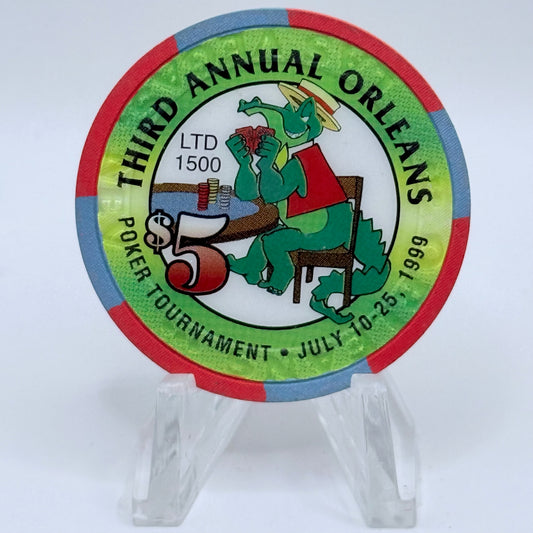 THIRD ANNUAL ORLEANS
LTD
1500
$5
POKER TOURNAMENT • JULY 10-25, 1999